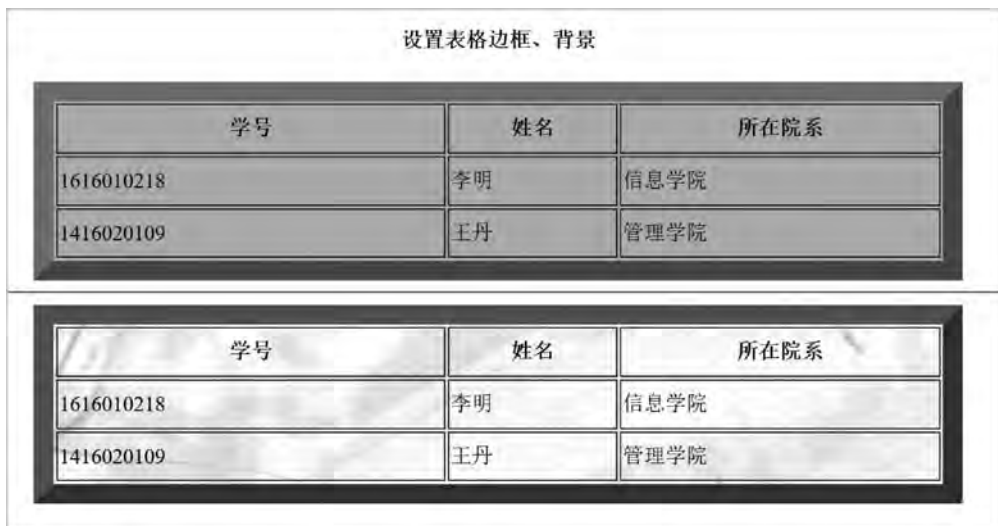 设置表格边框、背景
学号 姓名 所在院系
1616010218 李明 信息学院
1416020109 王丹 管理学院
学号 姓名 所在院系
1616010218 李明 信息学院
1416020109 王丹 管理学院